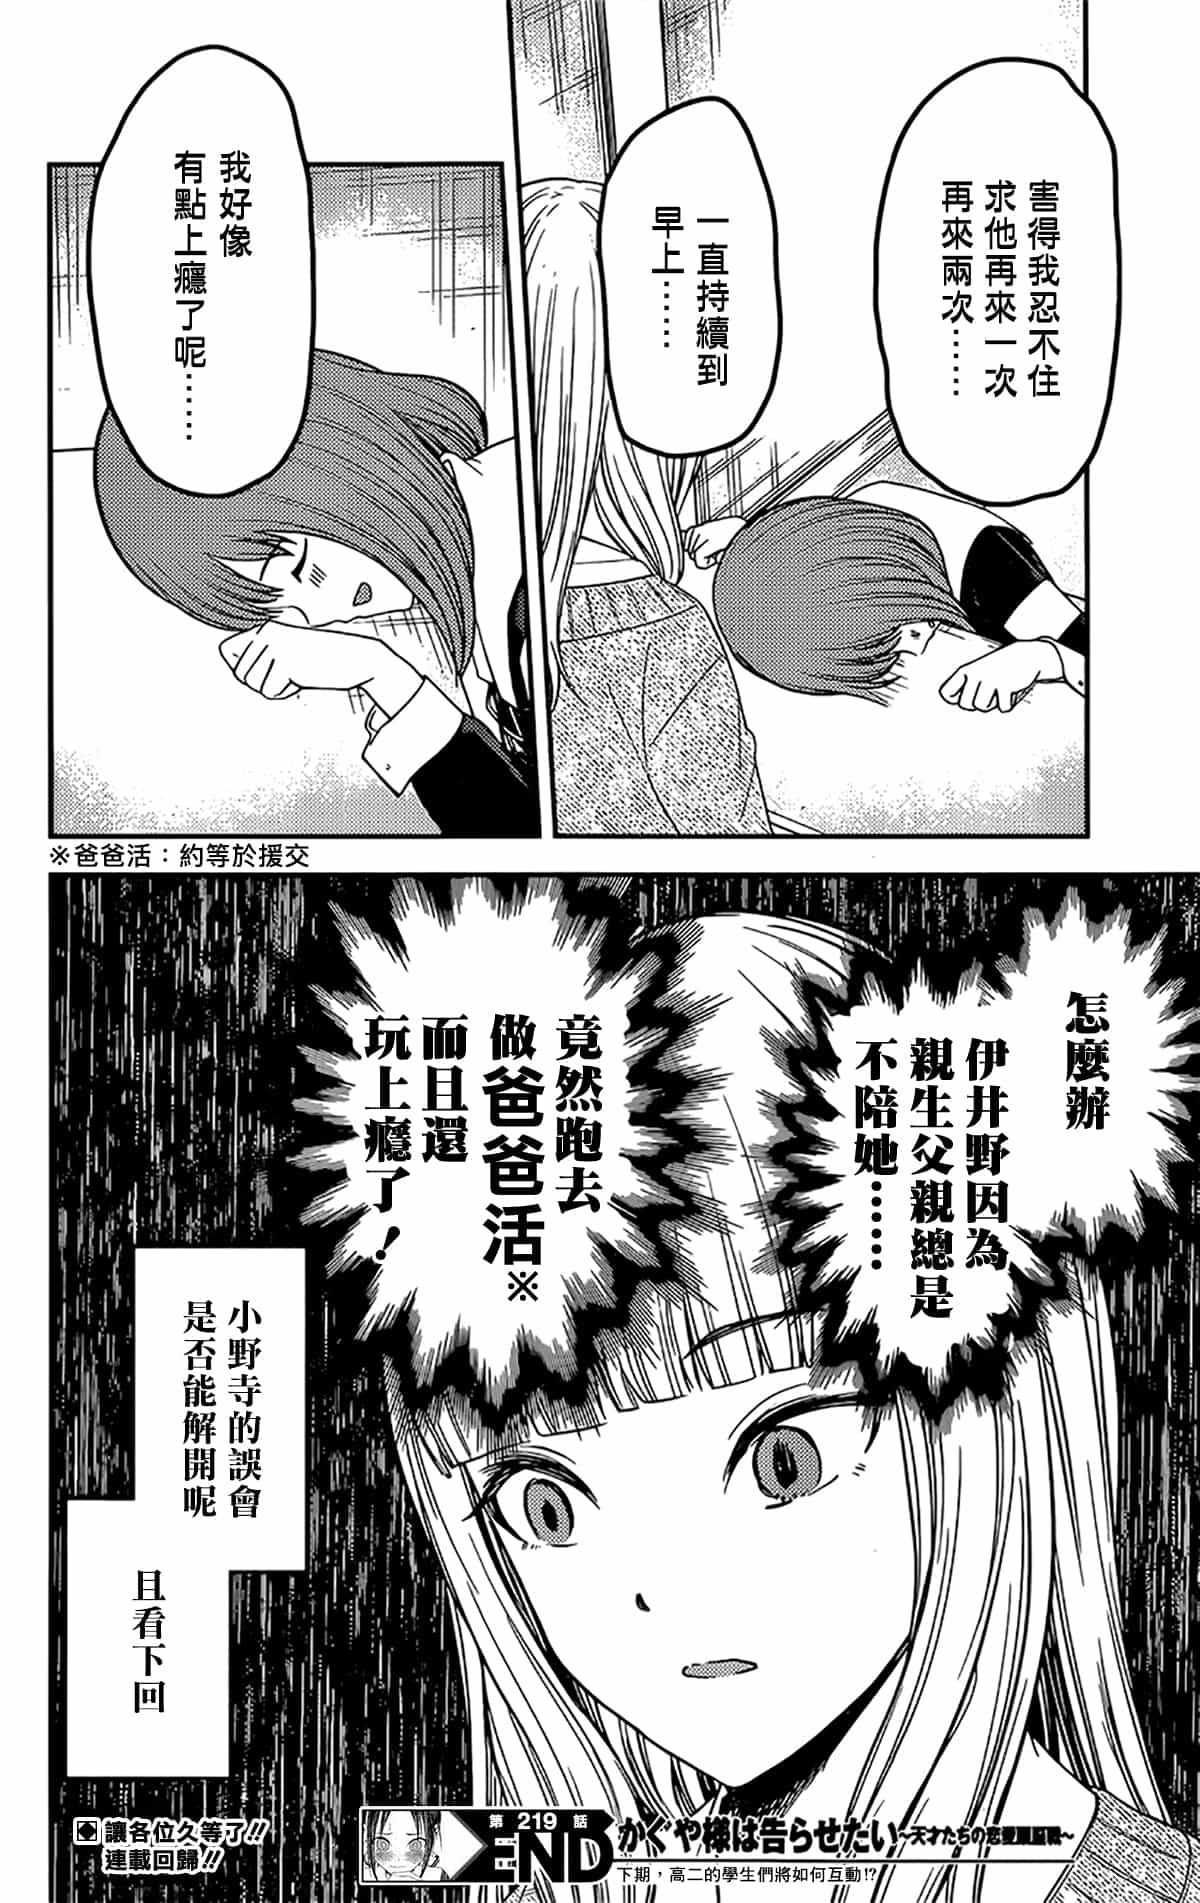 害得我忍不住
求他再來一次
再來兩次……
一直持續到
早上……
我好像
有點上癮了呢……
※爸爸活：約等於援交
怎麼辦
伊井野因為
親生父親總是
不陪她……
竟然跑去
做爸爸活※
而且還
玩上癮了！
小野寺的誤會
是否能解開呢
且看下回
讓各位久等了!!
連載回歸!!
第219話
END
かぐや様は告らせたい～天才たちの恋愛頭脳戦～
下期，高二的學生們將如何互動!?